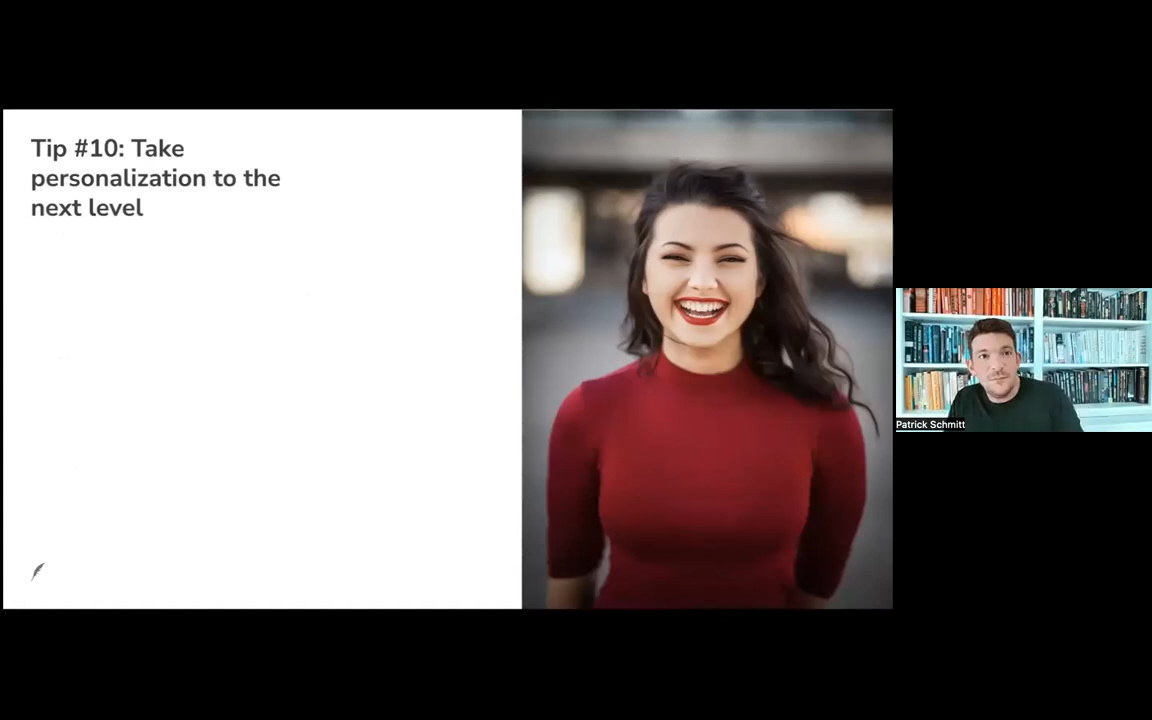 Tip #10: Take
personalization to the
next level
Patrick Schmitt